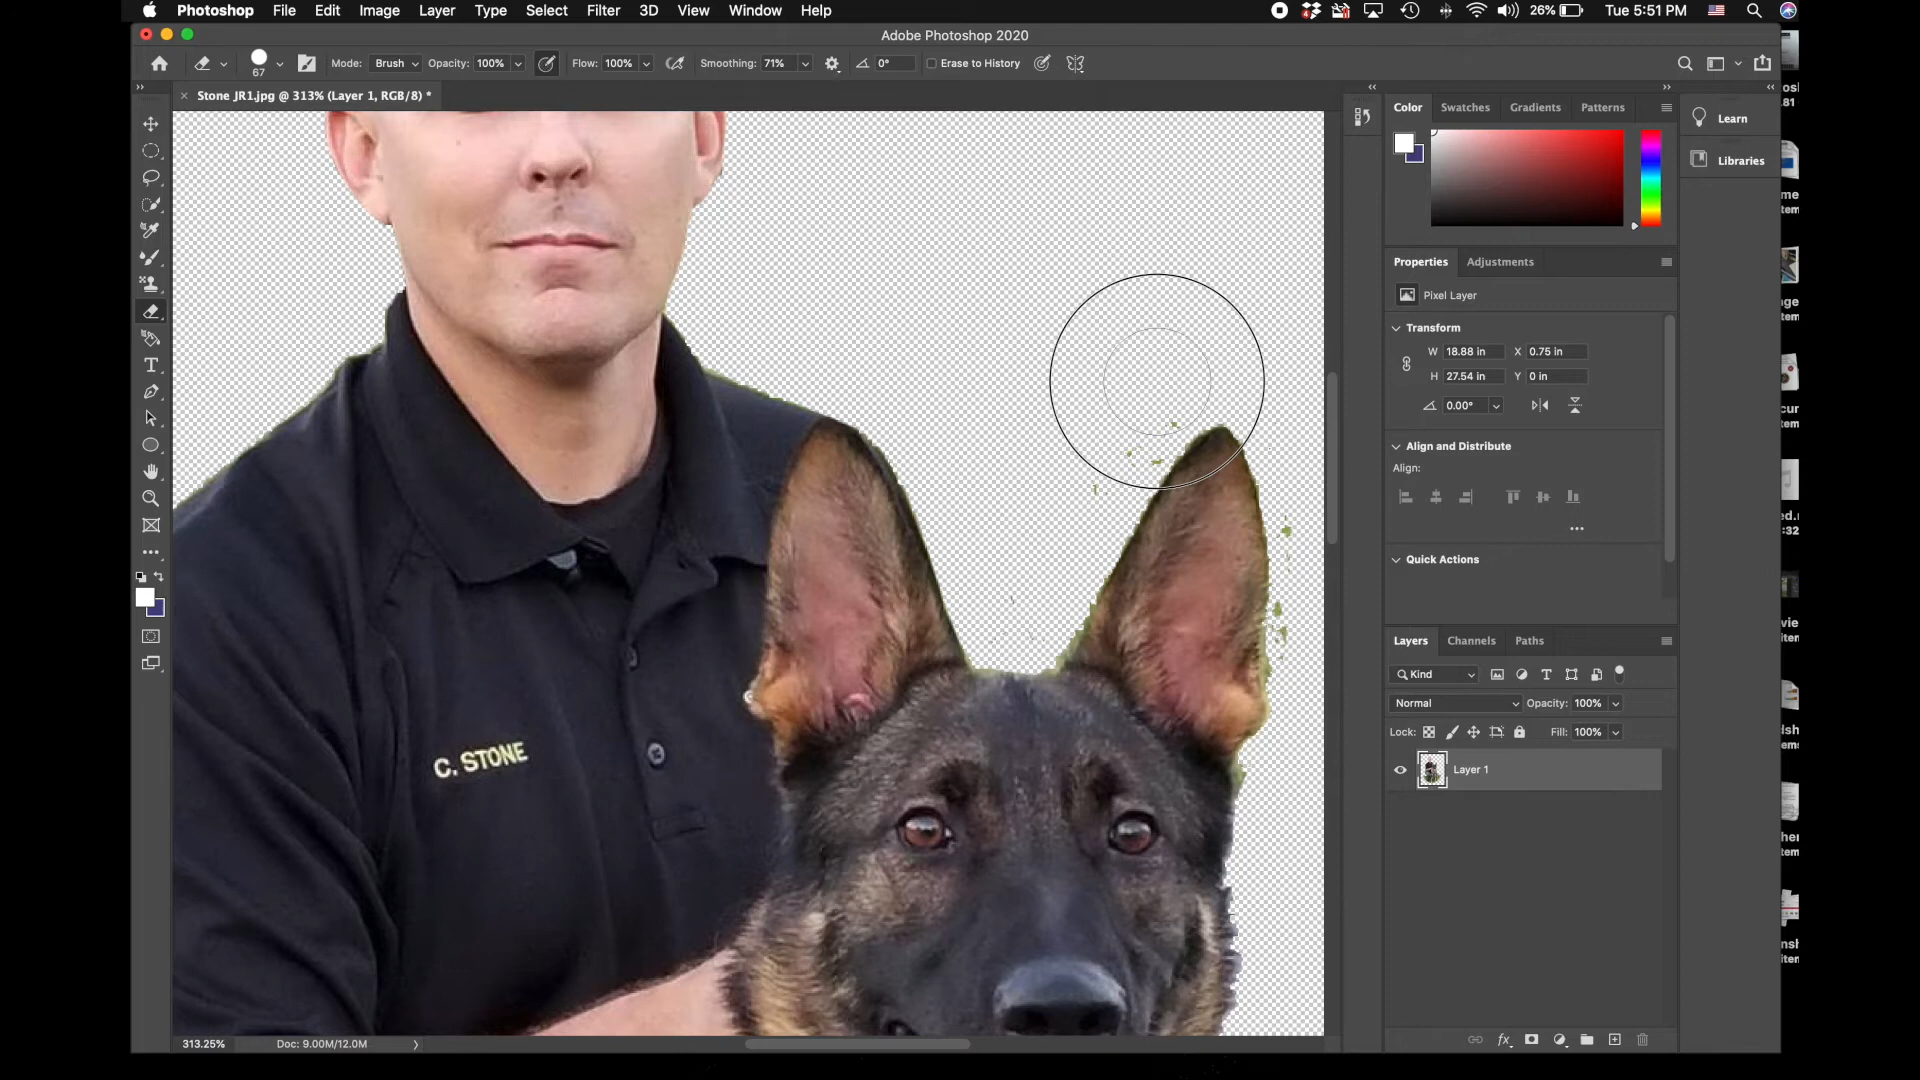 Photoshop File Edit Image Layer Type Select Filter 3D View Window Help 4 26% Tue 5:51 PM
Adobe Photoshop 2020
67 Mode: Brush Opacity: 100% Flow: 100% Smoothing: 71% 0° Erase to History
Stone JR1.jpg @ 313% (Layer 1, RGB/8) *
Color Swatches Gradients Patterns
Learn
Libraries
Properties Adjustments
Pixel Layer
Transform
W 18.88 in X 0.75 in
H 27.54 in Y 0 in
0.00°
Align and Distribute
Align:
Quick Actions
Layers Channels Paths
Kind
Normal Opacity: 100%
Lock: Fill: 100%
Layer 1
fx
C. STONE
313.25% Doc: 9.00M/12.0M